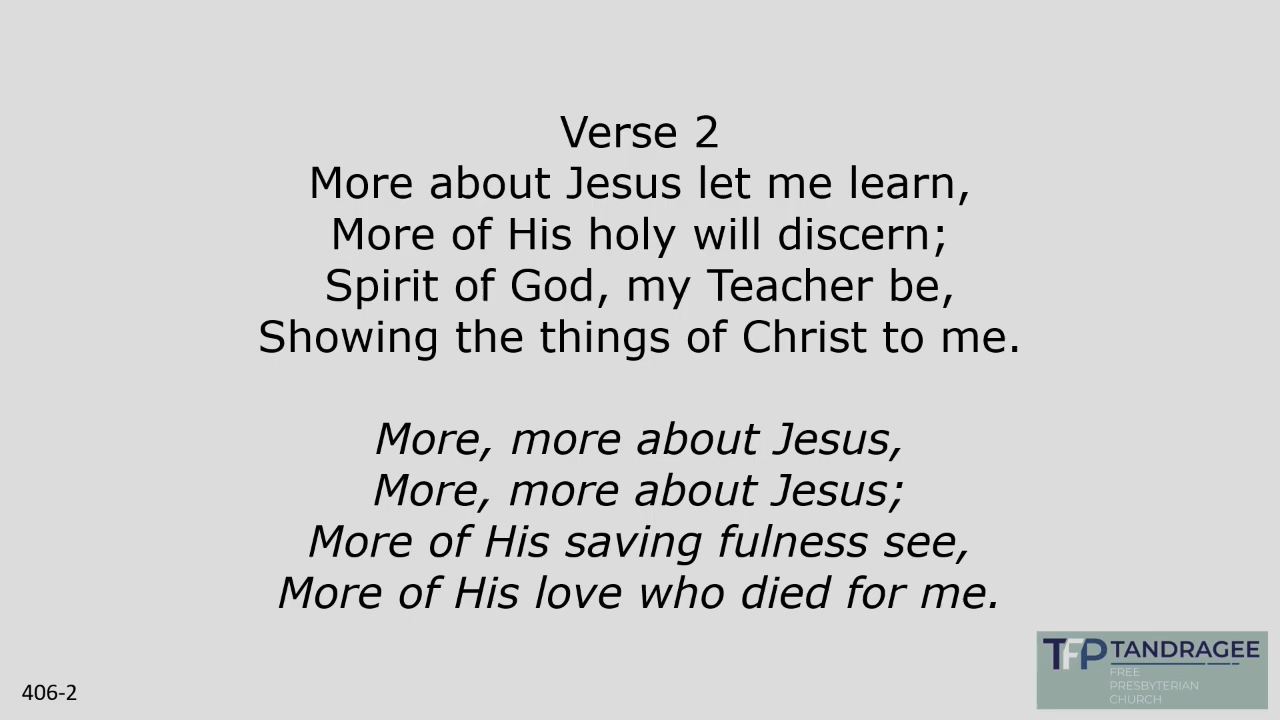 Verse 2
More about Jesus let me learn,
More of His holy will discern;
Spirit of God, my Teacher be,
Showing the things of Christ to me.
More, more about Jesus,
More, more about Jesus;
More of His saving fulness see,
More of His love who died for me.
406-2
TFP TANDRAGEE
FREE
PRESBYTERIAN
CHURCH